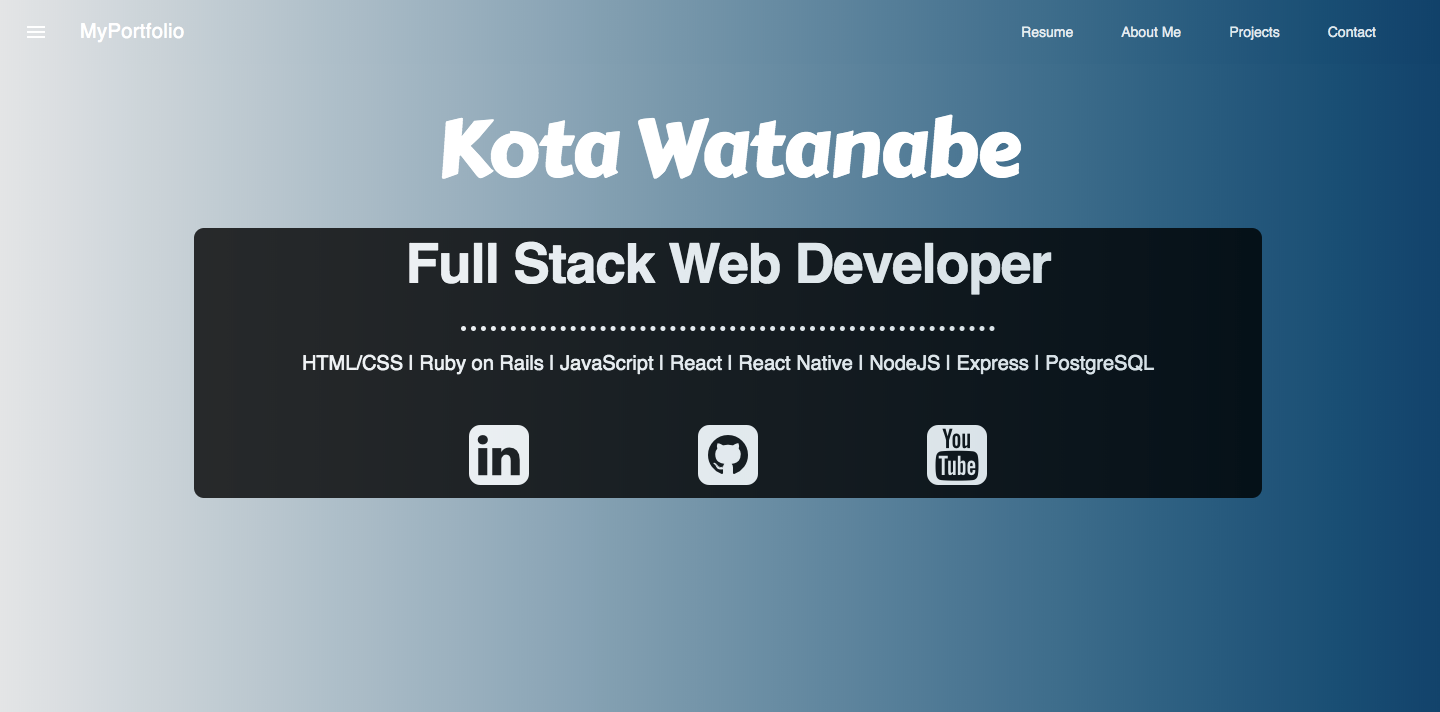 MyPortfolio Resume About Me Projects Contact
Kota Watanabe
Full Stack Web Developer
HTML/CSS | Ruby on Rails | JavaScript | React | React Native | NodeJS | Express | PostgreSQL
in You
Tube